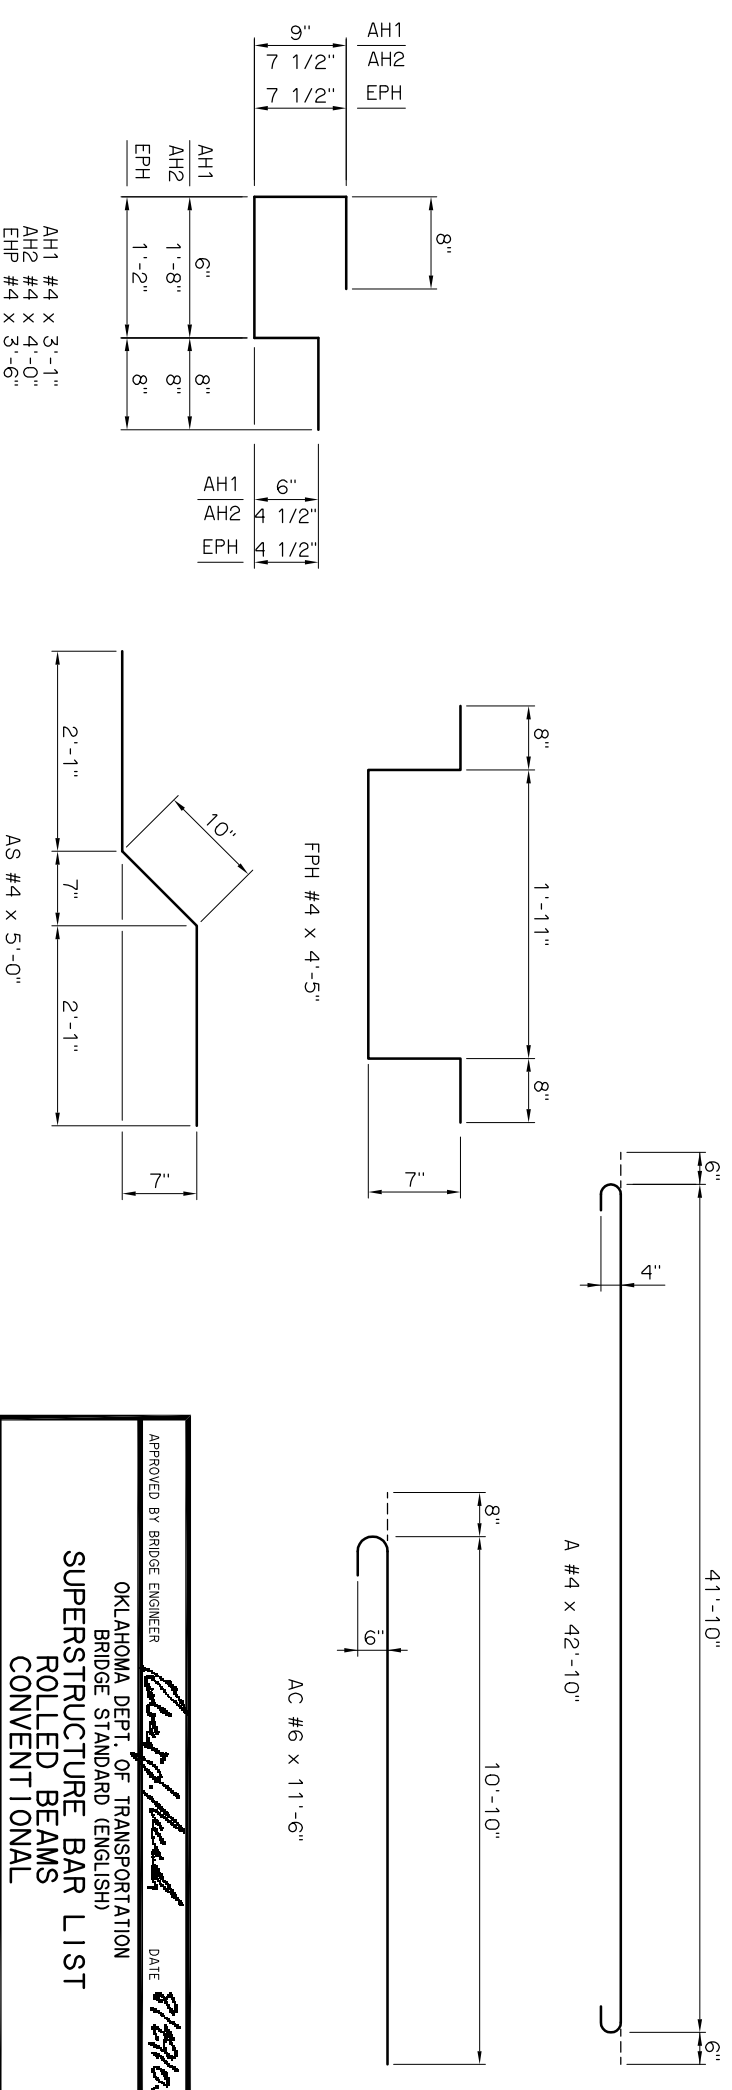 AH1
AH2
EPH
9"
7 1/2"
7 1/2"
8"
AH1
AH2
EPH
6"
1'-8"
1'-2"
8"
8"
8"
AH1
AH2
EPH
6"
4 1/2"
4 1/2"
AH1 #4 x 3'-1"
AH2 #4 x 4'-0"
EHP #4 x 3'-6"
8"
1'-11"
8"
7"
FPH #4 x 4'-5"
2'-1"
10"
7"
2'-1"
7"
AS #4 x 5'-0"
6"
41'-10"
6"
4"
A #4 x 42'-10"
8"
10'-10"
6"
AC #6 x 11'-6"
APPROVED BY BRIDGE ENGINEER DATE
OKLAHOMA DEPT. OF TRANSPORTATION
BRIDGE STANDARD (ENGLISH)
SUPERSTRUCTURE BAR LIST
ROLLED BEAMS
CONVENTIONAL